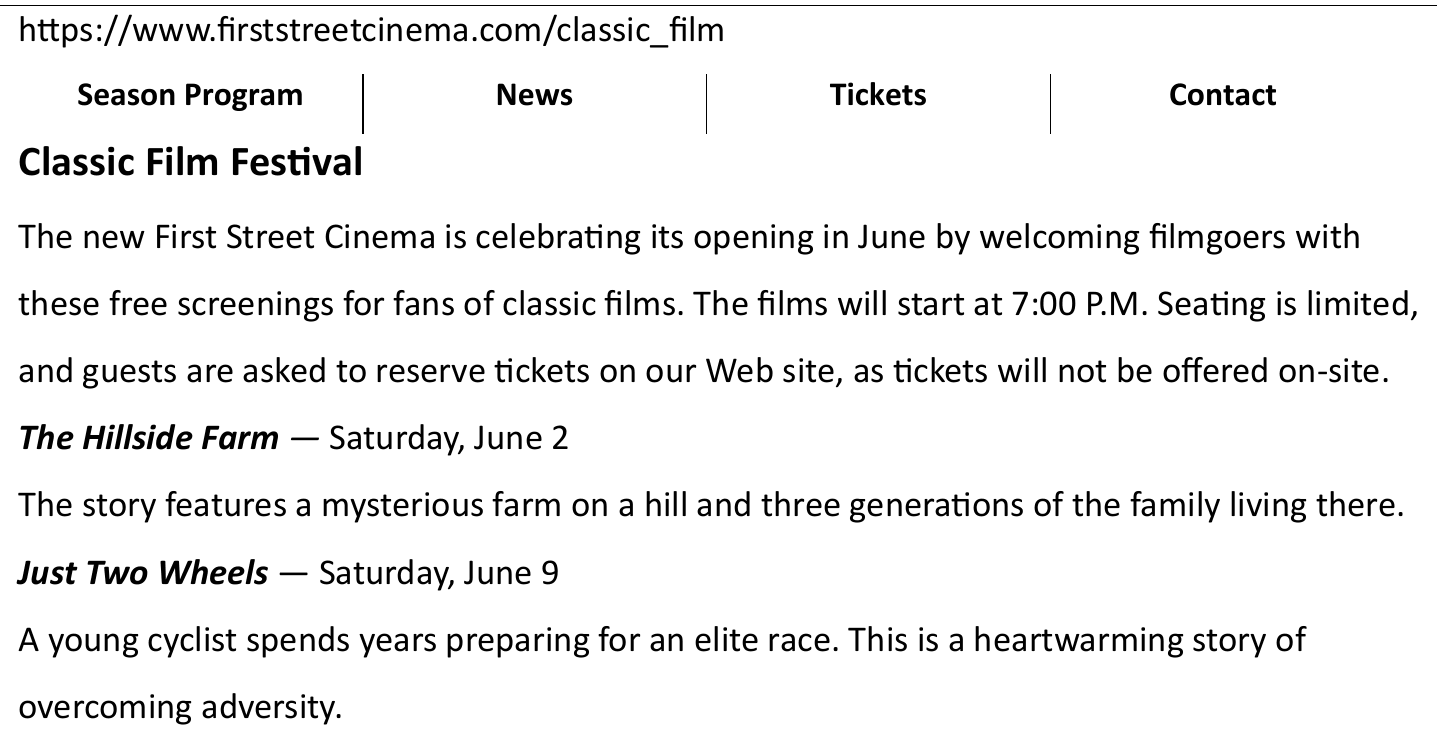 https://www.firststreetcinema.com/classic_film
Season Program News Tickets Contact
Classic Film Festival
The new First Street Cinema is celebrating its opening in June by welcoming filmgoers with
these free screenings for fans of classic films. The films will start at 7:00 P.M. Seating is limited,
and guests are asked to reserve tickets on our Web site, as tickets will not be offered on-site.
The Hillside Farm — Saturday, June 2
The story features a mysterious farm on a hill and three generations of the family living there.
Just Two Wheels — Saturday, June 9
A young cyclist spends years preparing for an elite race. This is a heartwarming story of
overcoming adversity.